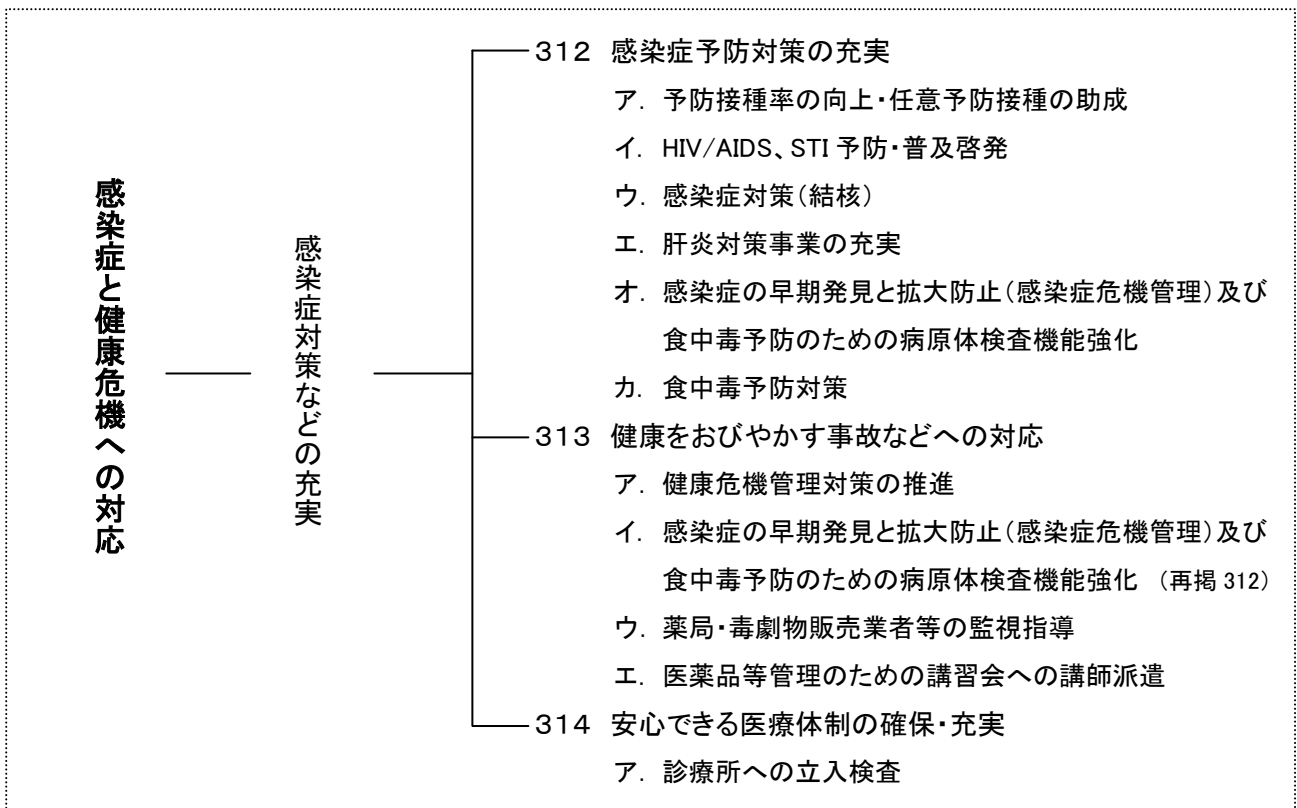 感染症と健康危機への対応
感染症対策などの充実
312 感染症予防対策の充実
ア．予防接種率の向上・任意予防接種の助成
イ．HIV/AIDS、STI 予防・普及啓発
ウ．感染症対策（結核）
エ．肝炎対策事業の充実
オ．感染症の早期発見と拡大防止（感染症危機管理）及び
食中毒予防のための病原体検査機能強化
カ．食中毒予防対策
313 健康をおびやかす事故などへの対応
ア．健康危機管理対策の推進
イ．感染症の早期発見と拡大防止（感染症危機管理）及び
食中毒予防のための病原体検査機能強化 （再掲 312）
ウ．薬局・毒劇物販売業者等の監視指導
エ．医薬品等管理のための講習会への講師派遣
314 安心できる医療体制の確保・充実
ア．診療所への立入検査